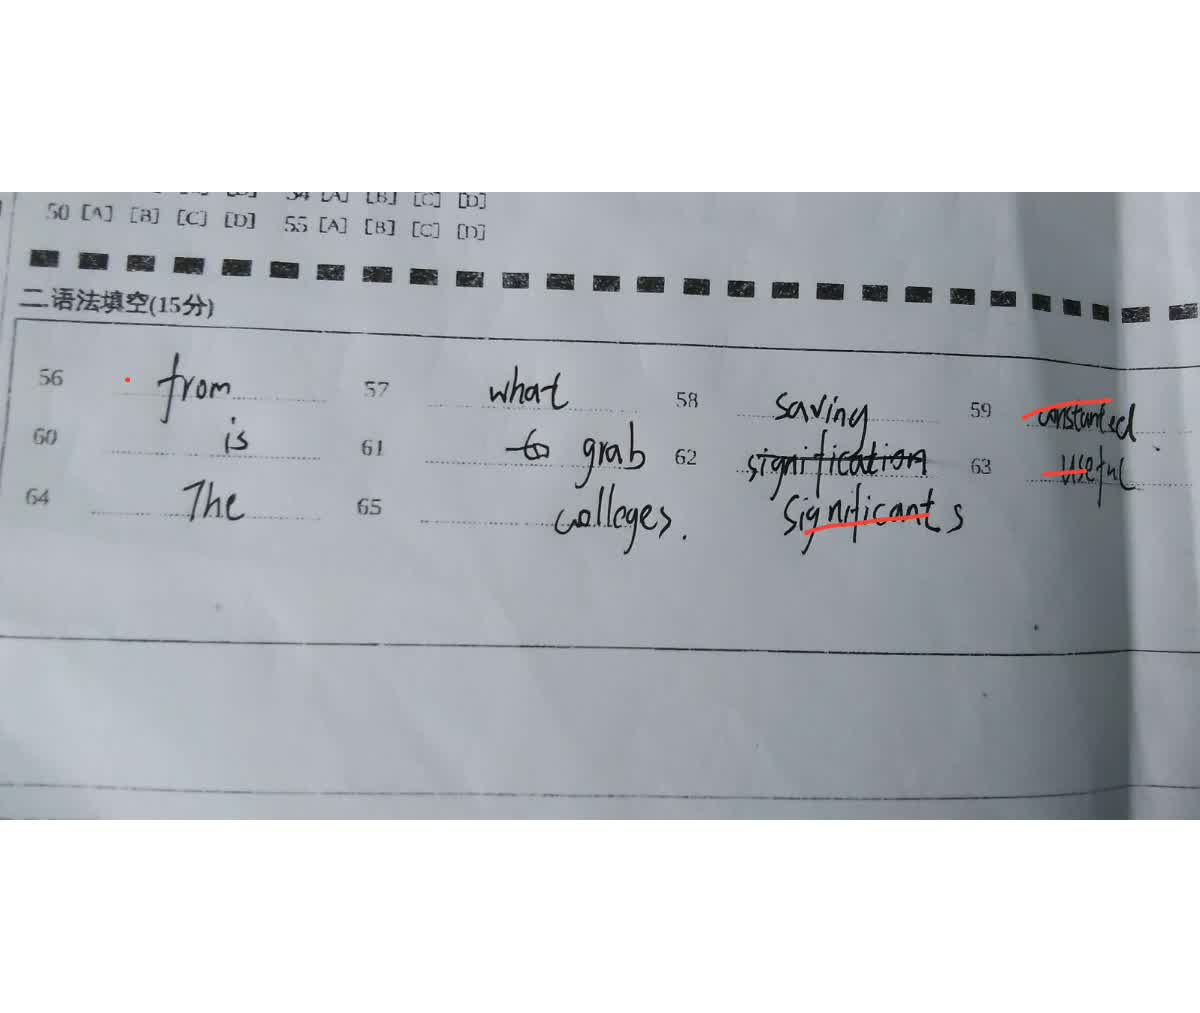 54 [A] [B] [C] [D]
50 [A] [B] [C] [D] 55 [A] [B] [C] [D]
二.语法填空(15分)
56 from 57 what 58 saving 59 constanted
60 is 61 to grab 62 signification 63 useful
64 The 65 colleges. significants